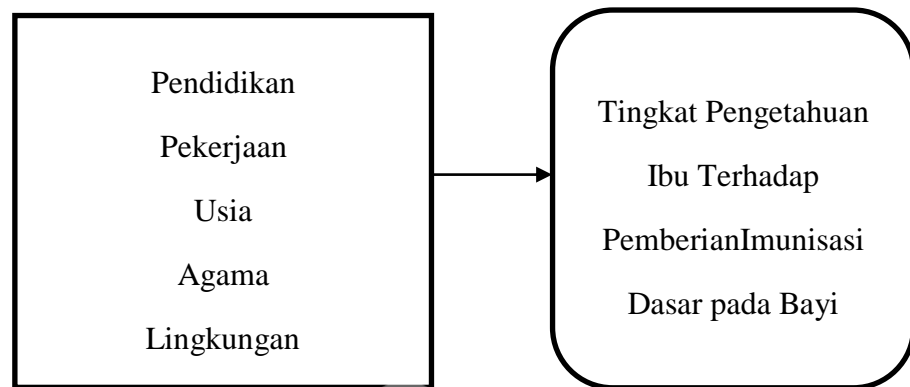 Pendidikan
Pekerjaan
Usia
Agama
Lingkungan
Tingkat Pengetahuan
Ibu Terhadap
PemberianImunisasi
Dasar pada Bayi